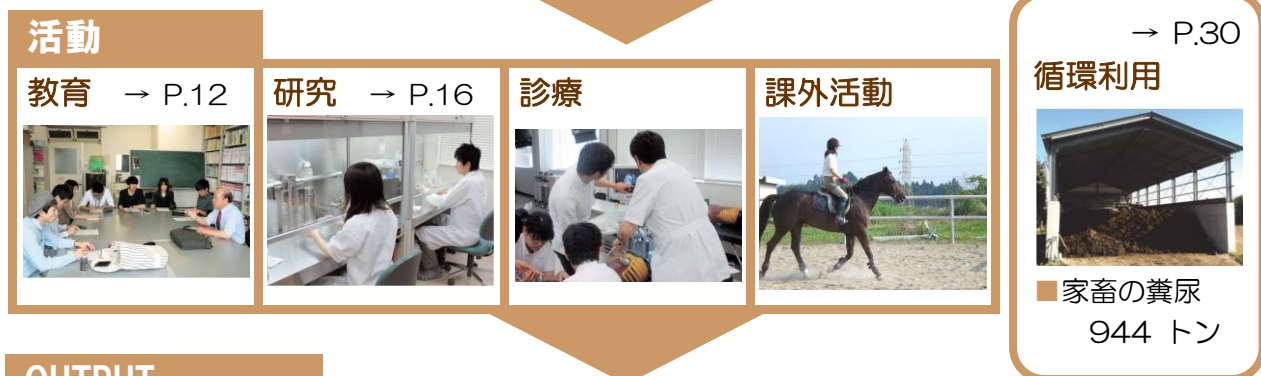 活動
教育 → P.12
研究 → P.16
診療
課外活動
→ P.30
循環利用
■家畜の糞尿
944 トン
OUTPUT